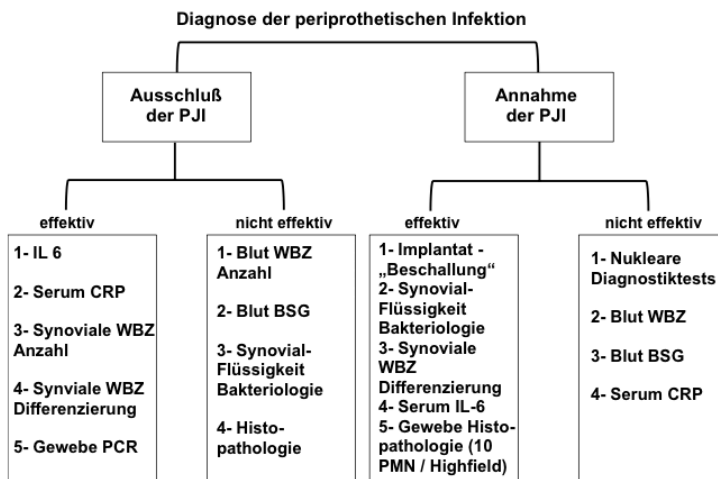 Diagnose der periprothetischen Infektion
Ausschluß
der PJI
Annahme
der PJI
effektiv
1- IL 6
2- Serum CRP
3- Synoviale WBZ
Anzahl
4- Synviale WBZ
Differenzierung
5- Gewebe PCR
nicht effektiv
1- Blut WBZ
Anzahl
2- Blut BSG
3- Synovial-
Flüssigkeit
Bakteriologie
4- Histo-
pathologie
effektiv
1- Implantat -
„Beschallung“
2- Synovial-
Flüssigkeit
Bakteriologie
3- Synoviale
WBZ
Differenzierung
4- Serum IL-6
5- Gewebe Histo-
pathologie (10
PMN / Highfield)
nicht effektiv
1- Nukleare
Diagnostiktests
2- Blut WBZ
3- Blut BSG
4- Serum CRP